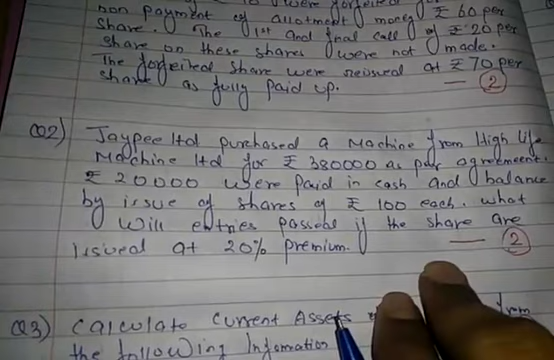 were forfeited
non payment of allotment money ₹ 60 per
share. The 1st and final call of ₹ 20 per
share on these shares were not made.
The forfeited share were reissued at ₹ 70 per
share as fully paid up. — 2
Q2) Jaypee ltd purchased a Machine from High life
Machine ltd for ₹ 380000 as per agreement.
₹ 20000 were paid in cash and balance
by issue of shares of ₹ 100 each. what
will entries passed if the share are
issued at 20% premium. — 2
Q3) Calculate Current Assets from
the following Information